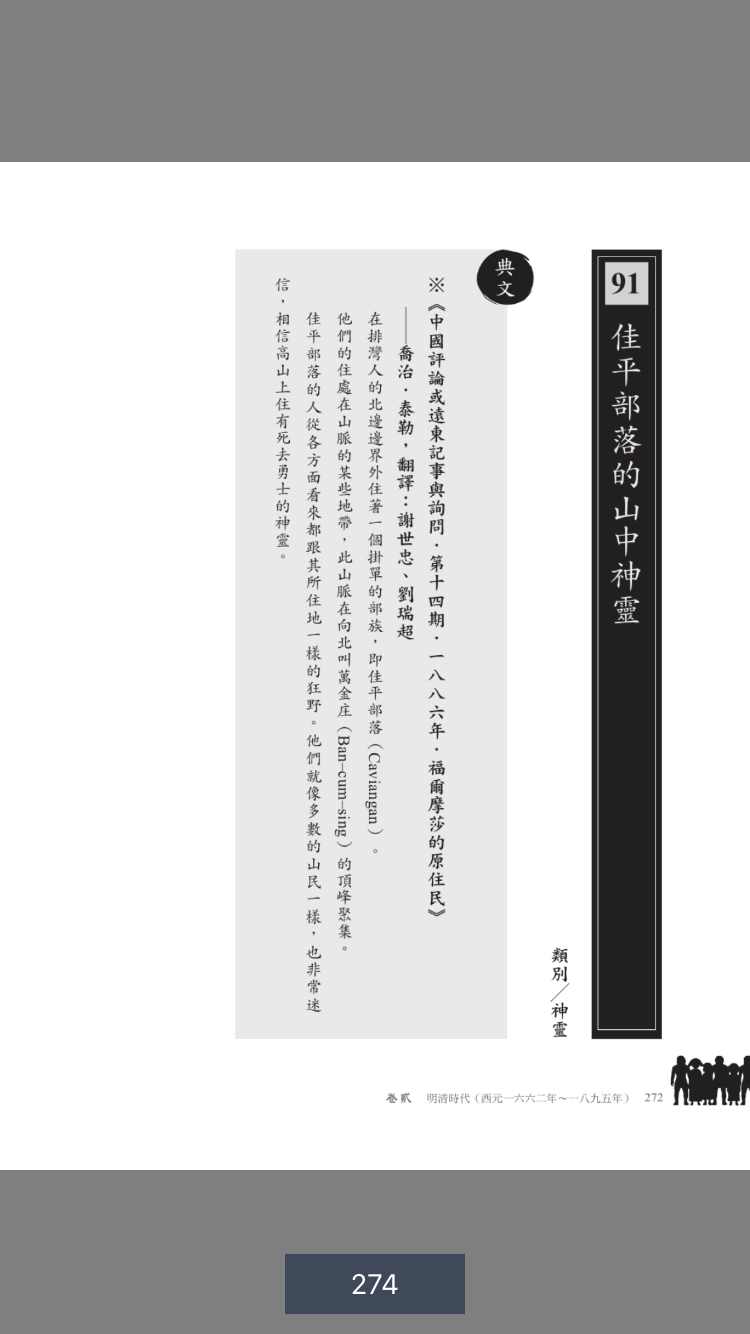 91
佳平部落的山中神靈
類別／神靈
典文
※《中國評論或遠東記事與詢問．第十四期．一八八六年．福爾摩莎的原住民》
——喬治．泰勒，翻譯：謝世忠、劉瑞超
在排灣人的北邊邊界外住著一個掛單的部族，即佳平部落（Caviangan）。
他們的住處在山脈的某些地帶，此山脈在向北叫萬金庄（Ban-cum-sing）的頂峰聚集。
佳平部落的人從各方面看來都跟其所住地一樣的狂野。他們就像多數的山民一樣，也非常迷
信，相信高山上住有死去勇士的神靈。
卷貳 明清時代（西元一六六二年～一八九五年） 272
274